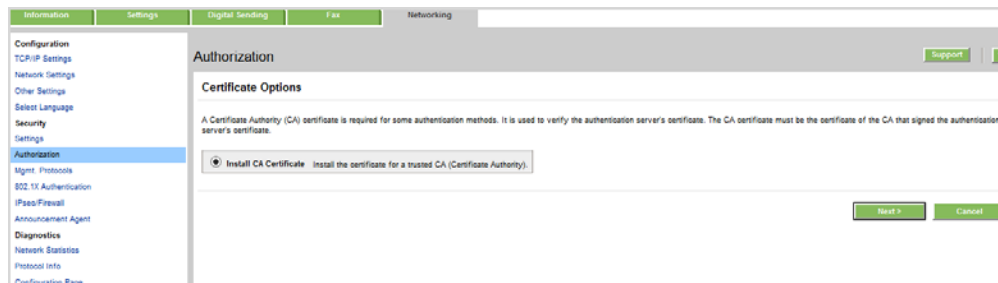 Information Settings Digital Sending Fax Networking
Configuration
TCP/IP Settings
Network Settings
Other Settings
Select Language
Security
Settings
Authorization
Mgmt. Protocols
802.1X Authentication
IPsec/Firewall
Announcement Agent
Diagnostics
Network Statistics
Protocol Info
Configuration Page
Authorization Support
Certificate Options
A Certificate Authority (CA) certificate is required for some authentication methods. It is used to verify the authentication server's certificate. The CA certificate must be the certificate of the CA that signed the authentication
server's certificate.
Install CA Certificate Install the certificate for a trusted CA (Certificate Authority).
Next > Cancel